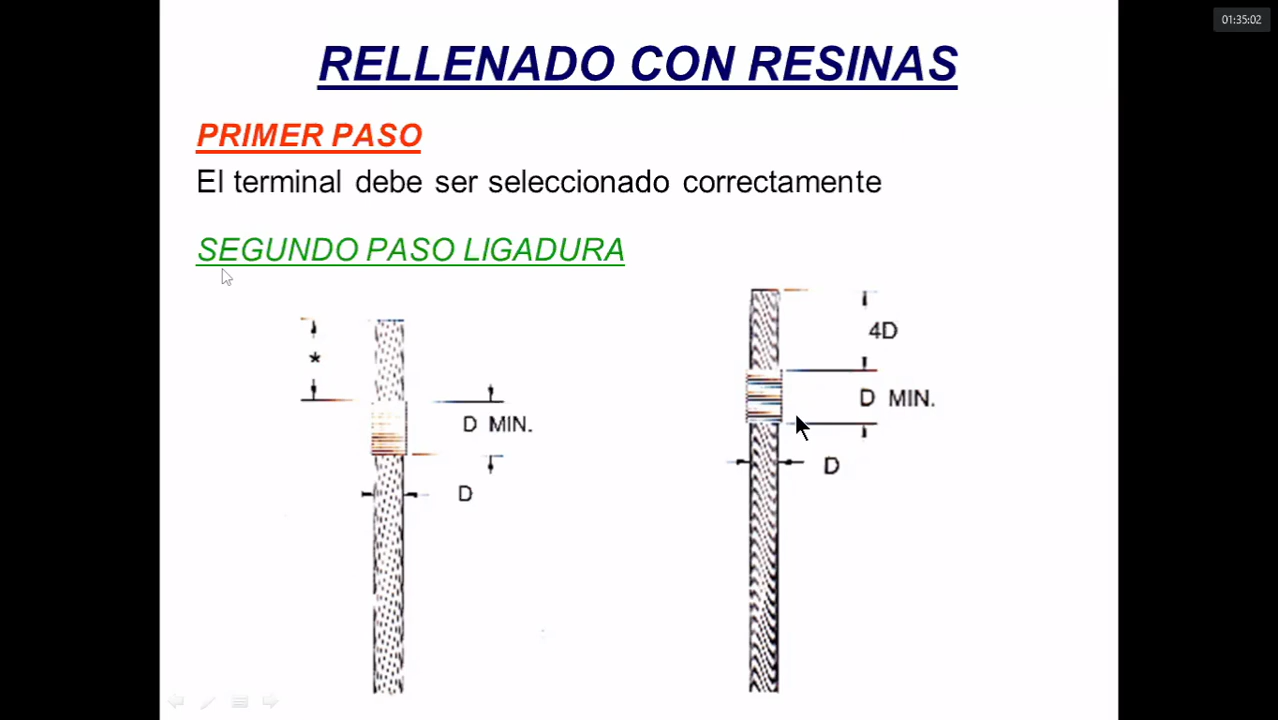 01:35:02
RELLENADO CON RESINAS
PRIMER PASO
El terminal debe ser seleccionado correctamente
SEGUNDO PASO LIGADURA
*
D MIN.
D
4D
D MIN.
D